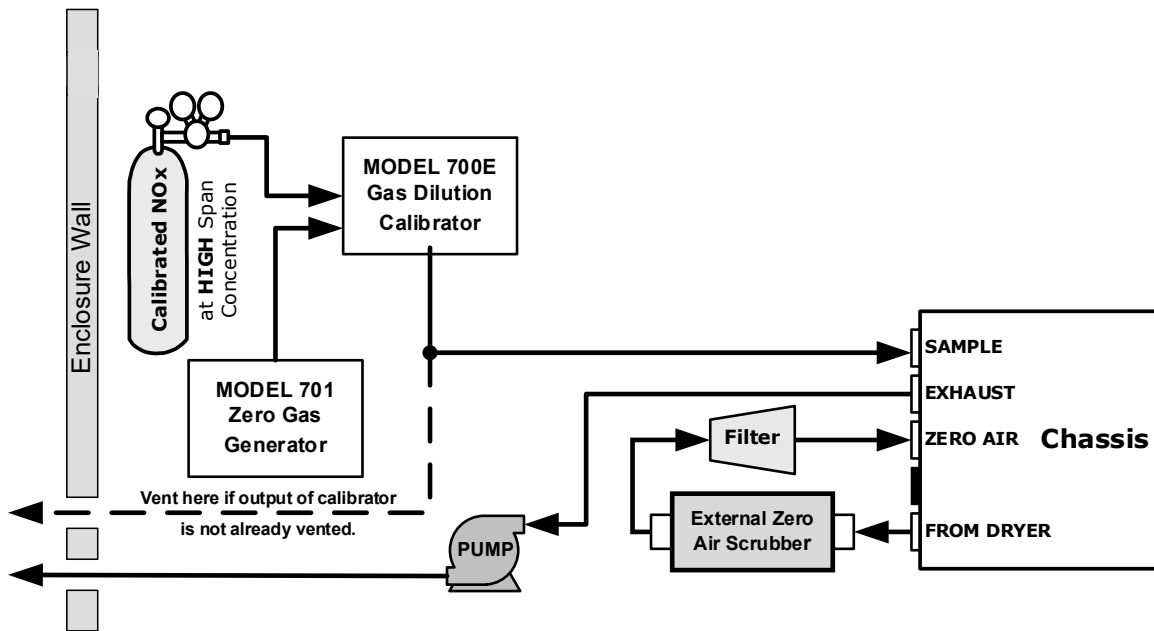 Enclosure Wall
Calibrated NOx
at HIGH Span
Concentration
MODEL 700E
Gas Dilution
Calibrator
MODEL 701
Zero Gas
Generator
Vent here if output of calibrator
is not already vented.
PUMP
Filter
External Zero
Air Scrubber
SAMPLE
EXHAUST
ZERO AIR
FROM DRYER
Chassis